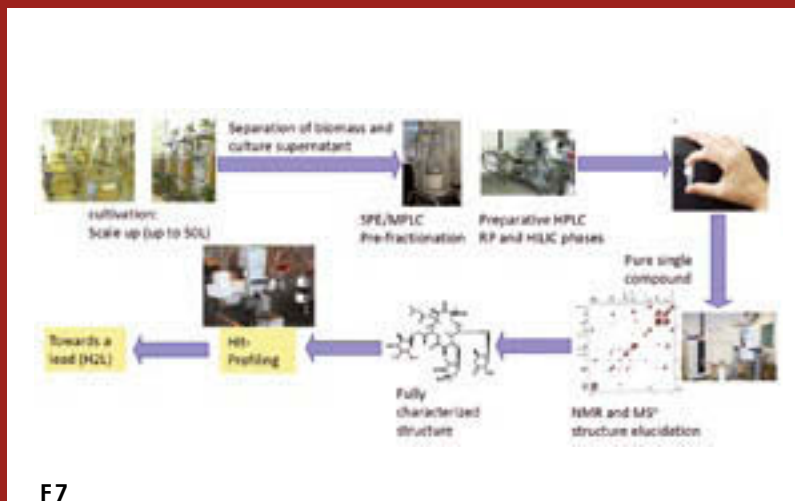 Separation of biomass and
culture supernatant
cultivation:
Scale up (up to 50L)
SPE/MPLC
Pre-fractionation
Preparative HPLC
RP and HILIC phases
Pure single
compound
NMR and MSⁿ
structure elucidation
Fully
characterized
structure
Hit-
Profiling
Towards a
lead (H2L)
F7